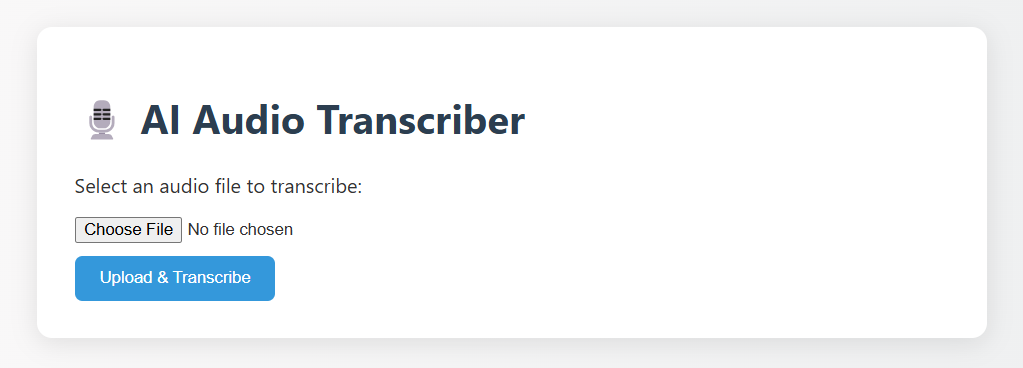 AI Audio Transcriber
Select an audio file to transcribe:
Choose File No file chosen
Upload & Transcribe